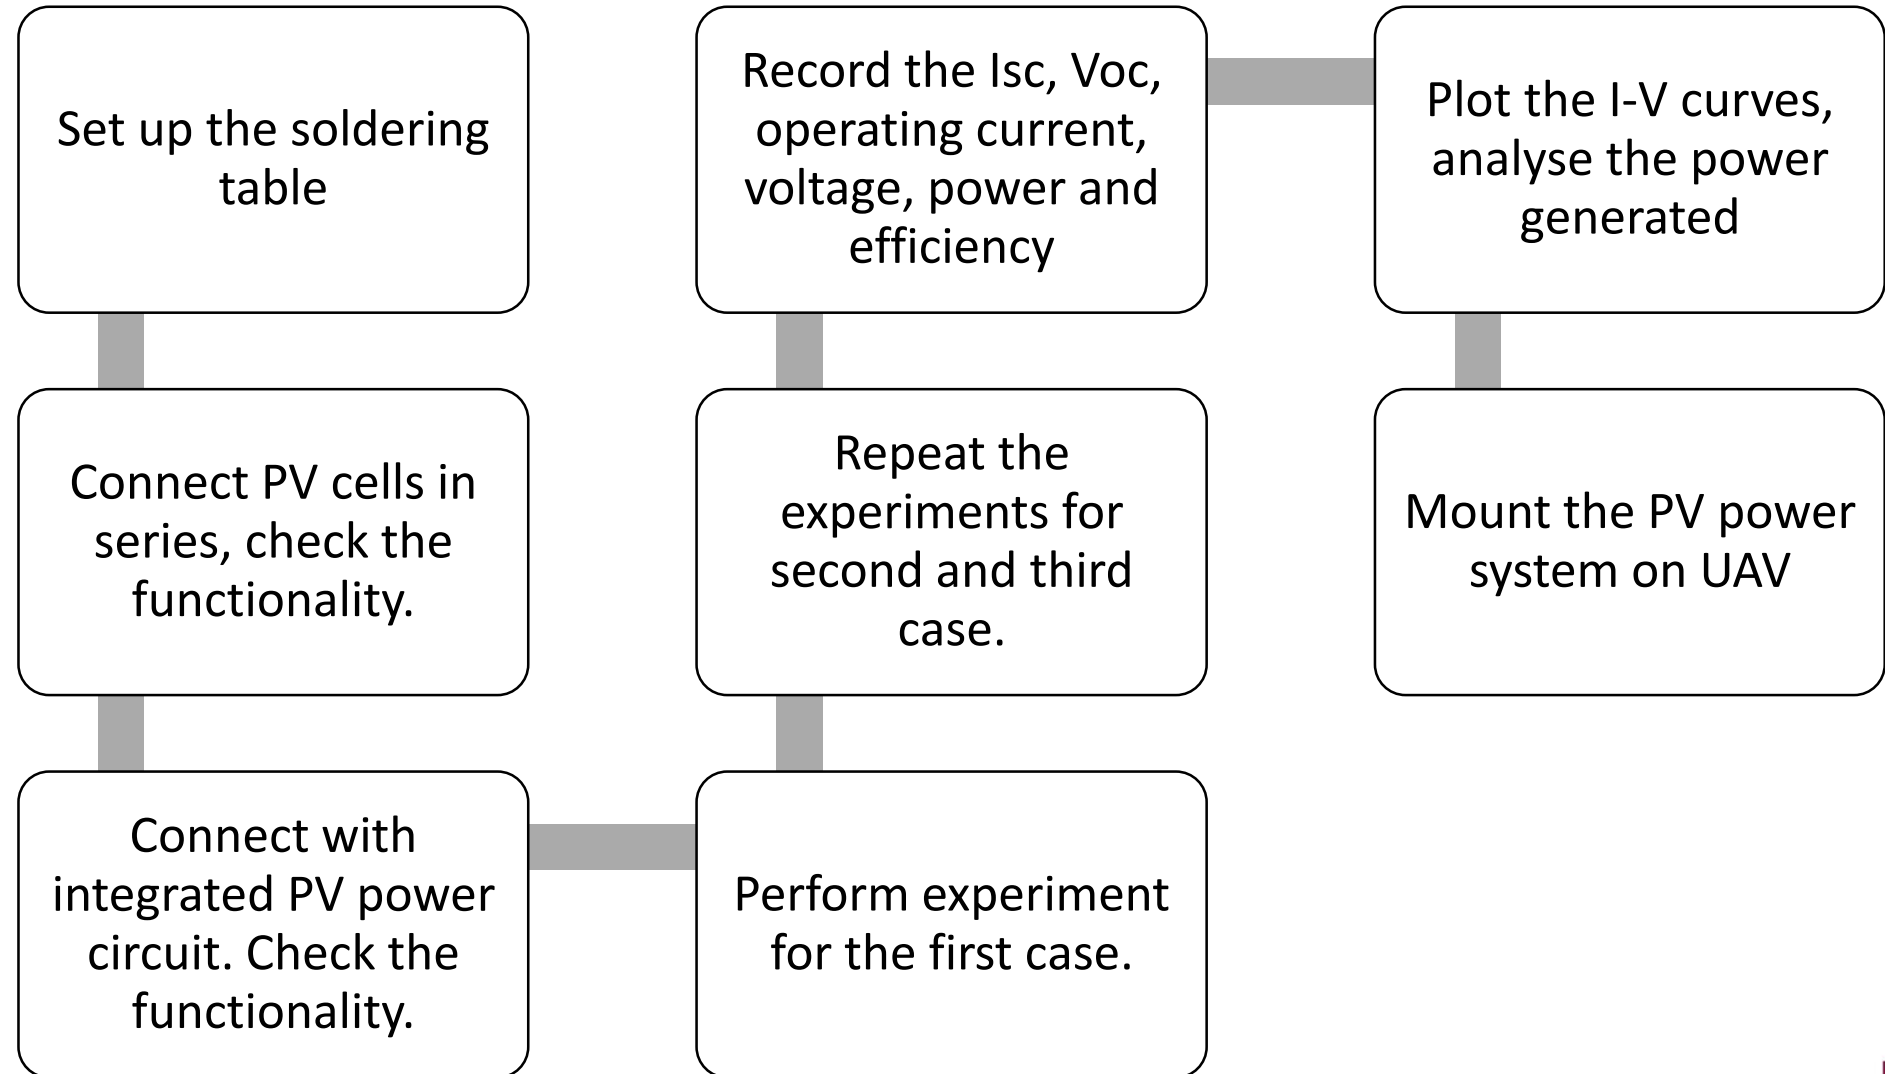 Set up the soldering
table
Connect PV cells in
series, check the
functionality.
Connect with
integrated PV power
circuit. Check the
functionality.
Perform experiment
for the first case.
Repeat the
experiments for
second and third
case.
Record the Isc, Voc,
operating current,
voltage, power and
efficiency
Plot the I-V curves,
analyse the power
generated
Mount the PV power
system on UAV